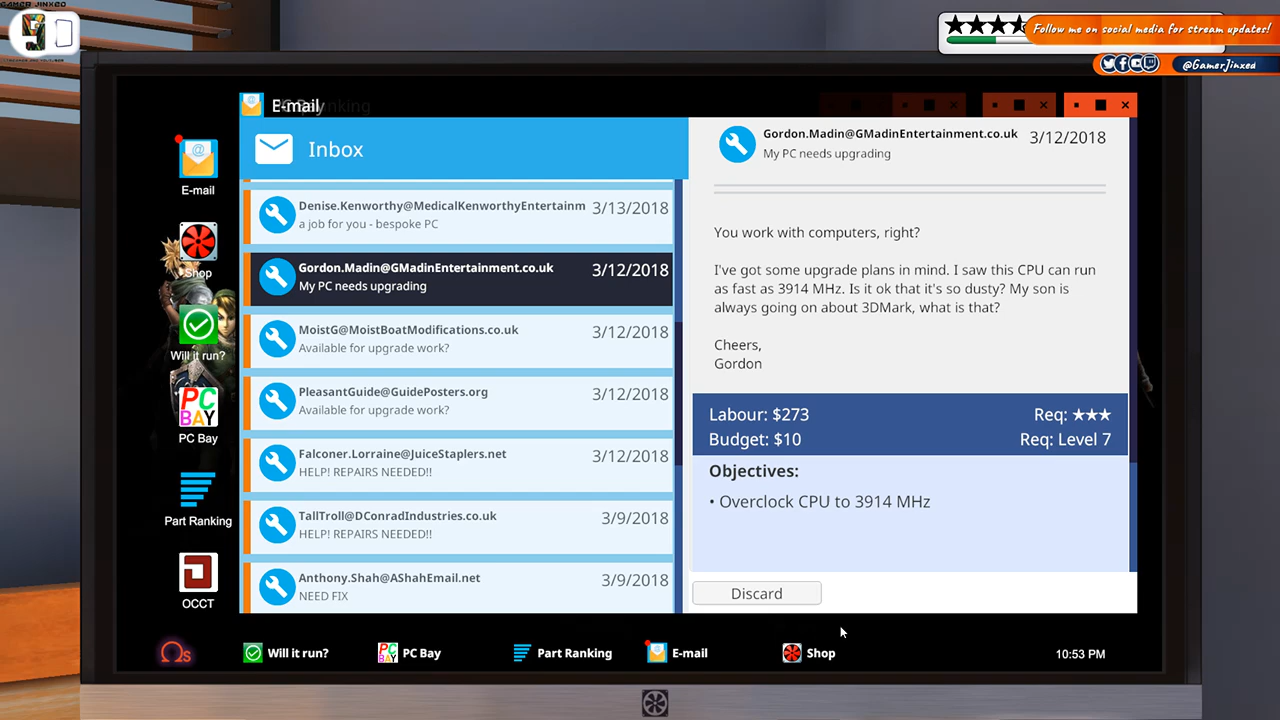 GAMER JINXED
Follow me on social media for stream updates!
@GamerJinxed
E-mail
Inbox
Denise.Kenworthy@MedicalKenworthyEntertainm
3/13/2018
a job for you - bespoke PC
Gordon.Madin@GMadinEntertainment.co.uk
3/12/2018
My PC needs upgrading
MoistG@MoistBoatModifications.co.uk
3/12/2018
Available for upgrade work?
PleasantGuide@GuidePosters.org
3/12/2018
Available for upgrade work?
Falconer.Lorraine@JuiceStaplers.net
3/12/2018
HELP! REPAIRS NEEDED!!
TallTroll@DConradIndustries.co.uk
3/9/2018
HELP! REPAIRS NEEDED!!
Anthony.Shah@AShahEmail.net
3/9/2018
NEED FIX
Gordon.Madin@GMadinEntertainment.co.uk
3/12/2018
My PC needs upgrading
You work with computers, right?
I've got some upgrade plans in mind. I saw this CPU can run
as fast as 3914 MHz. Is it ok that it's so dusty? My son is
always going on about 3DMark, what is that?
Cheers,
Gordon
Labour: $273
Req: ★★★
Budget: $10
Req: Level 7
Objectives:
• Overclock CPU to 3914 MHz
Discard
E-mail
Shop
Will it run?
PC
BAY
PC Bay
Part Ranking
OCCT
Ωs
Will it run?
PC
BAY
PC Bay
Part Ranking
E-mail
Shop
10:53 PM